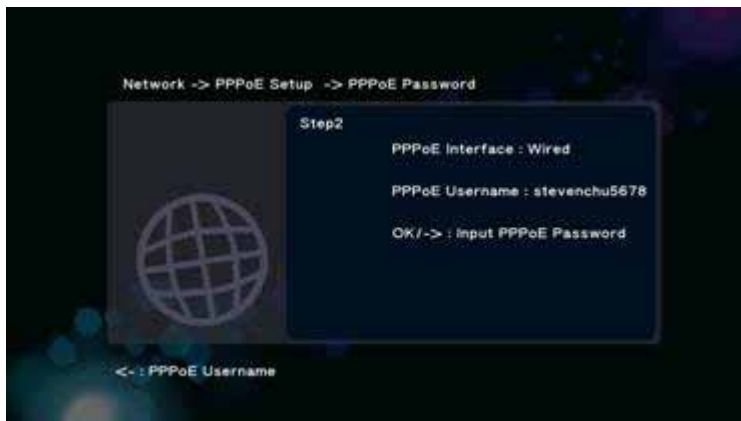 Network -> PPPoE Setup -> PPPoE Password
Step2
PPPoE Interface : Wired
PPPoE Username : stevenchu5678
OK/-> : Input PPPoE Password
<- : PPPoE Username